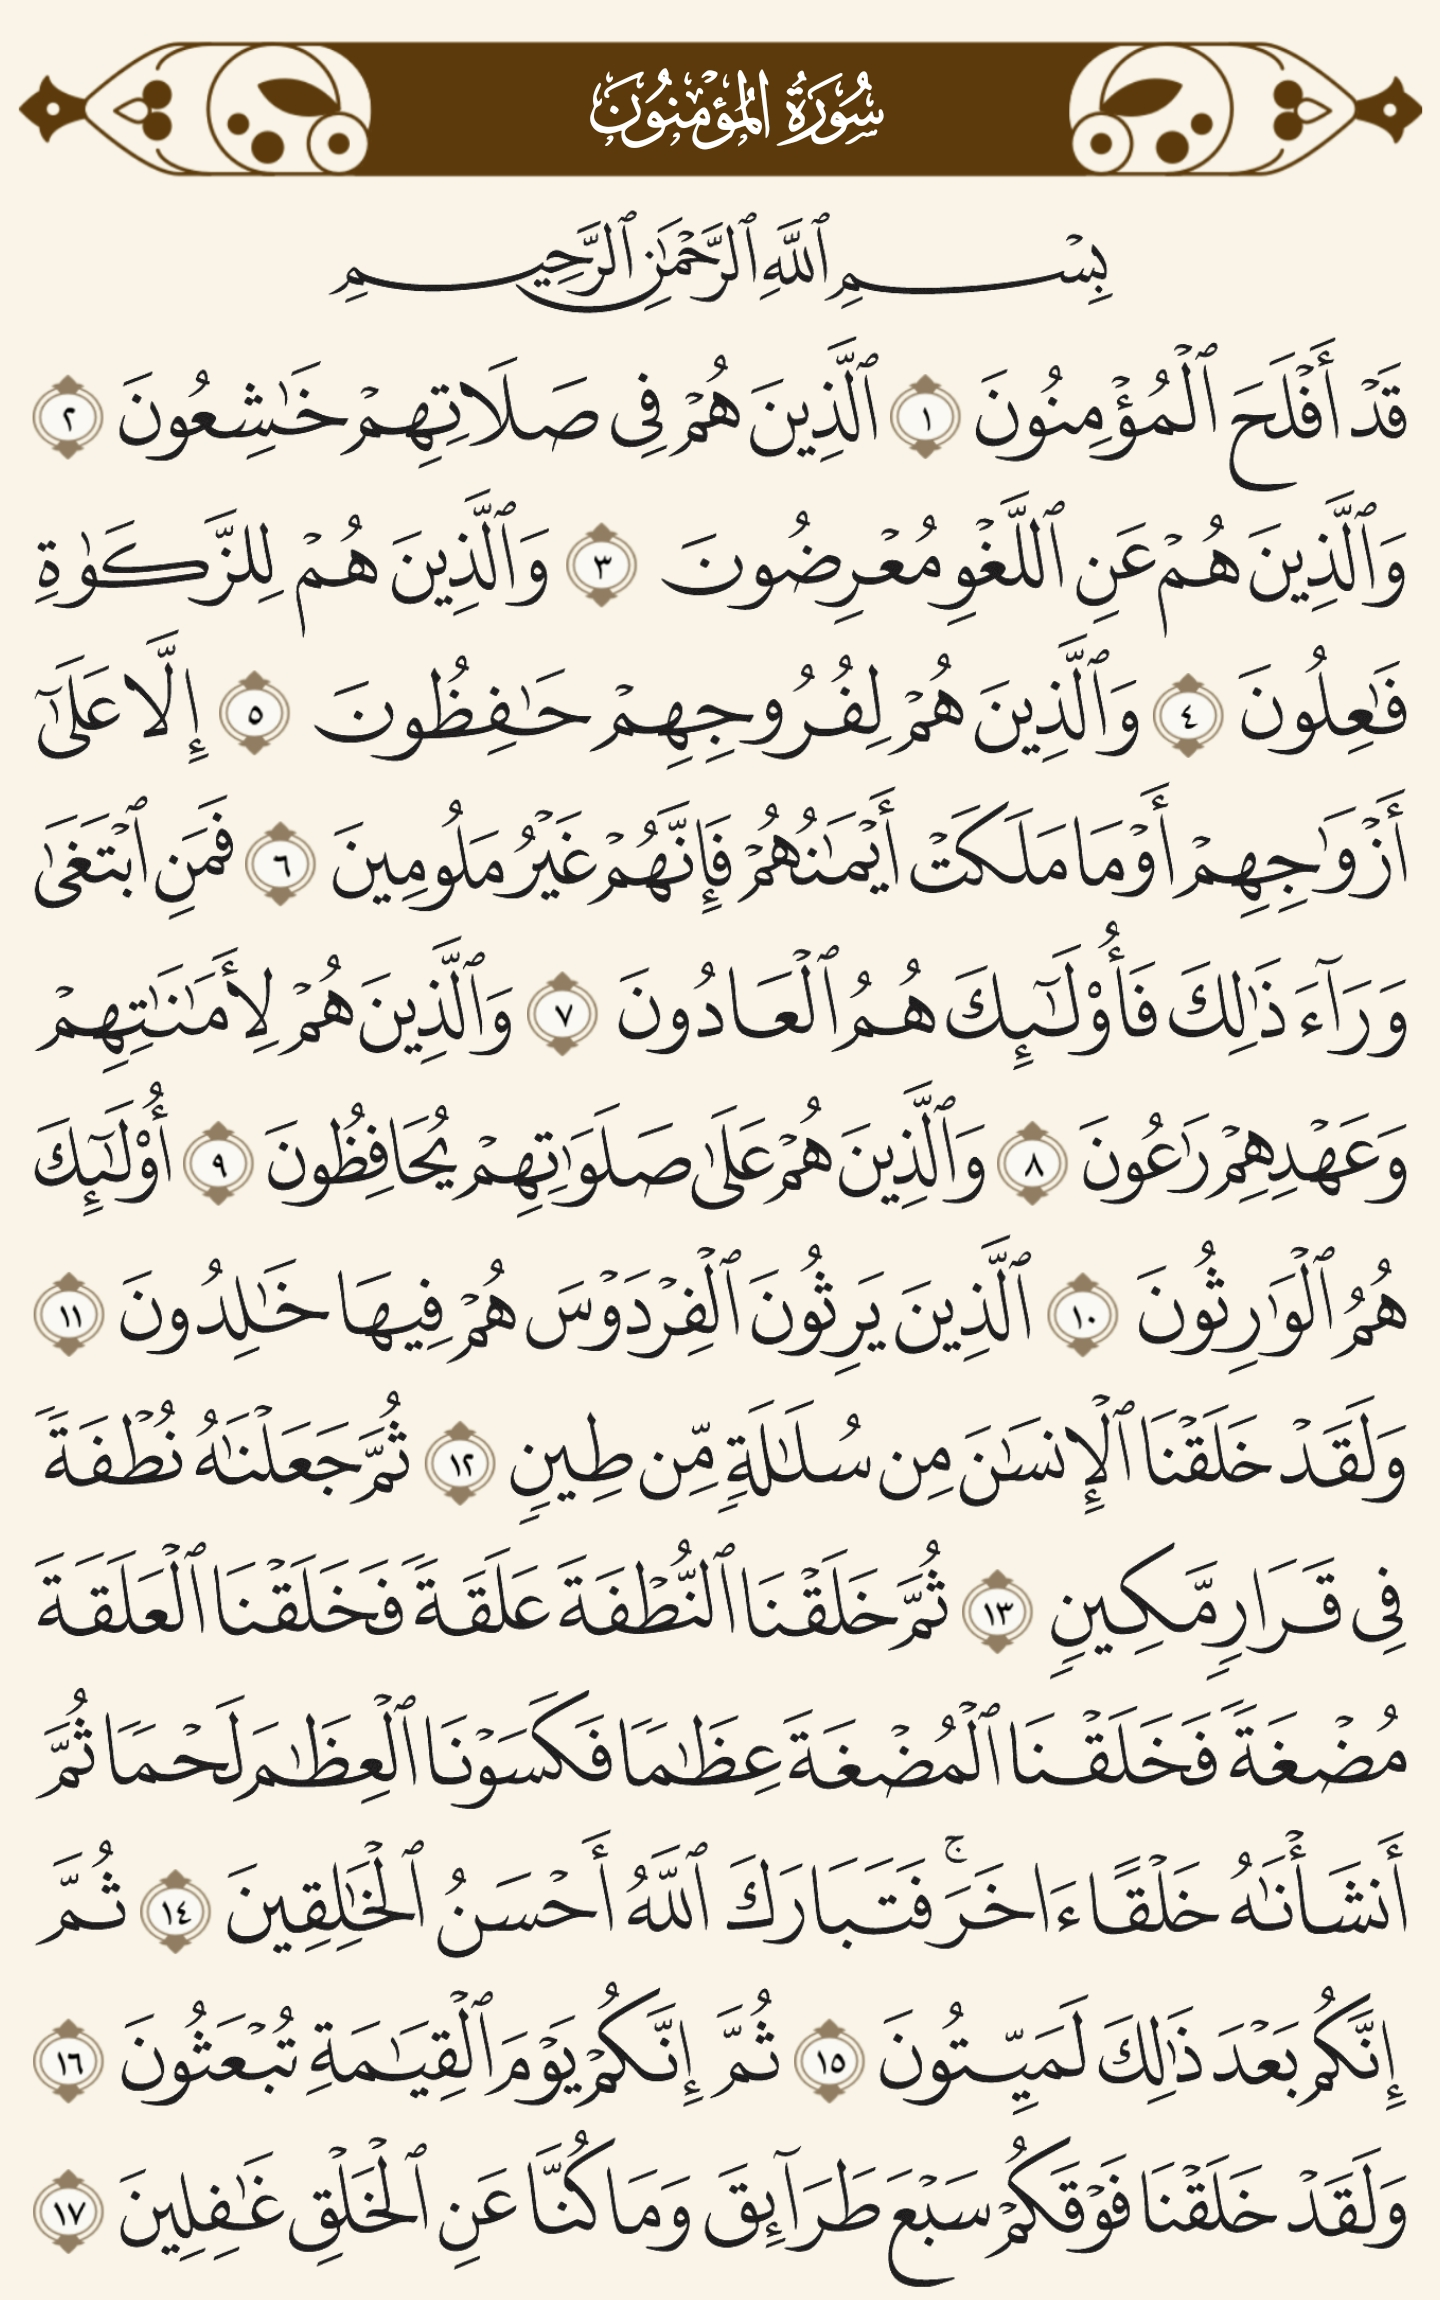 سُورَةُ المُؤْمِنُونَ
بِسْمِ ٱللَّهِ ٱلرَّحْمَٰنِ ٱلرَّحِيمِ
قَدْ أَفْلَحَ ٱلْمُؤْمِنُونَ ١ ٱلَّذِينَ هُمْ فِى صَلَاتِهِمْ خَٰشِعُونَ ٢
وَٱلَّذِينَ هُمْ عَنِ ٱللَّغْوِ مُعْرِضُونَ ٣ وَٱلَّذِينَ هُمْ لِلزَّكَوٰةِ
فَٰعِلُونَ ٤ وَٱلَّذِينَ هُمْ لِفُرُوجِهِمْ حَٰفِظُونَ ٥ إِلَّا عَلَىٰٓ
أَزْوَٰجِهِمْ أَوْ مَا مَلَكَتْ أَيْمَٰنُهُمْ فَإِنَّهُمْ غَيْرُ مَلُومِينَ ٦ فَمَنِ ٱبْتَغَىٰ
وَرَآءَ ذَٰلِكَ فَأُو۟لَٰٓئِكَ هُمُ ٱلْعَادُونَ ٧ وَٱلَّذِينَ هُمْ لِأَمَٰنَٰتِهِمْ
وَعَهْدِهِمْ رَٰعُونَ ٨ وَٱلَّذِينَ هُمْ عَلَىٰ صَلَوَٰتِهِمْ يُحَافِظُونَ ٩ أُو۟لَٰٓئِكَ
هُمُ ٱلْوَٰرِثُونَ ١٠ ٱلَّذِينَ يَرِثُونَ ٱلْفِرْدَوْسَ هُمْ فِيهَا خَٰلِدُونَ ١١
وَلَقَدْ خَلَقْنَا ٱلْإِنسَٰنَ مِن سُلَٰلَةٍ مِّن طِينٍ ١٢ ثُمَّ جَعَلْنَٰهُ نُطْفَةً
فِى قَرَارٍ مَّكِينٍ ١٣ ثُمَّ خَلَقْنَا ٱلنُّطْفَةَ عَلَقَةً فَخَلَقْنَا ٱلْعَلَقَةَ
مُضْغَةً فَخَلَقْنَا ٱلْمُضْغَةَ عِظَٰمًا فَكَسَوْنَا ٱلْعِظَٰمَ لَحْمًا ثُمَّ
أَنشَأْنَٰهُ خَلْقًا ءَاخَرَ ۚ فَتَبَارَكَ ٱللَّهُ أَحْسَنُ ٱلْخَٰلِقِينَ ١٤ ثُمَّ
إِنَّكُم بَعْدَ ذَٰلِكَ لَمَيِّتُونَ ١٥ ثُمَّ إِنَّكُمْ يَوْمَ ٱلْقِيَٰمَةِ تُبْعَثُونَ ١٦
وَلَقَدْ خَلَقْنَا فَوْقَكُمْ سَبْعَ طَرَآئِقَ وَمَا كُنَّا عَنِ ٱلْخَلْقِ غَٰفِلِينَ ١٧